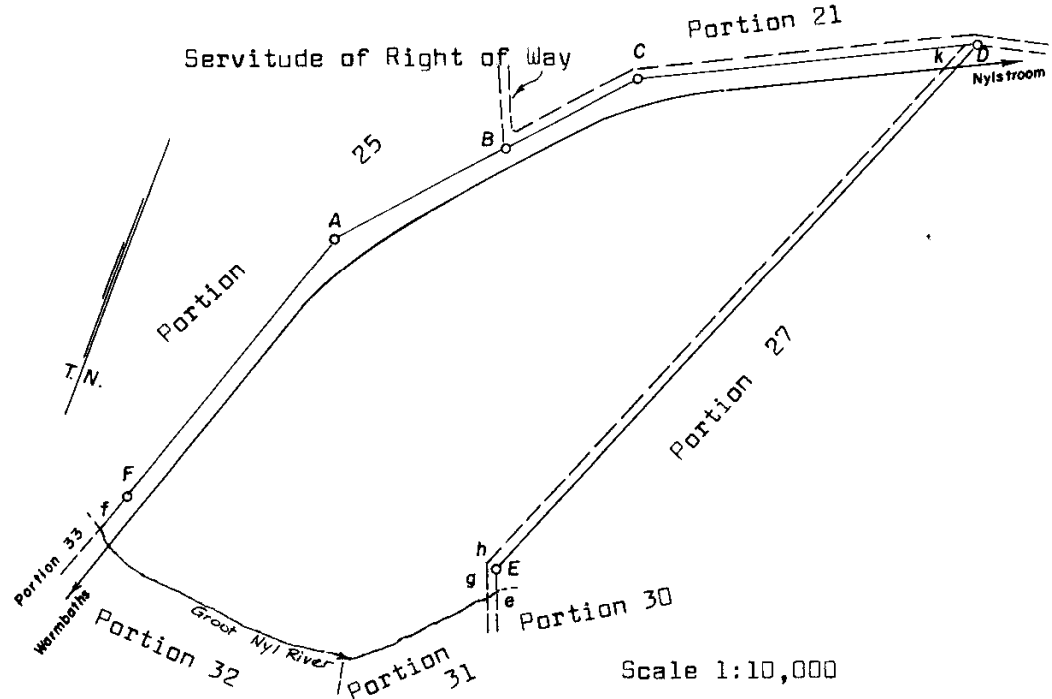 Portion 21
Servitude of Right of Way
C
k D
Nylstroom
B
25
A
Portion
T.N.
27
Portion
F
f
Portion 33
Warmbaths
h
g E
e
Groot Nyl River
Portion 30
Portion 32
Portion
31
Scale 1:10,000